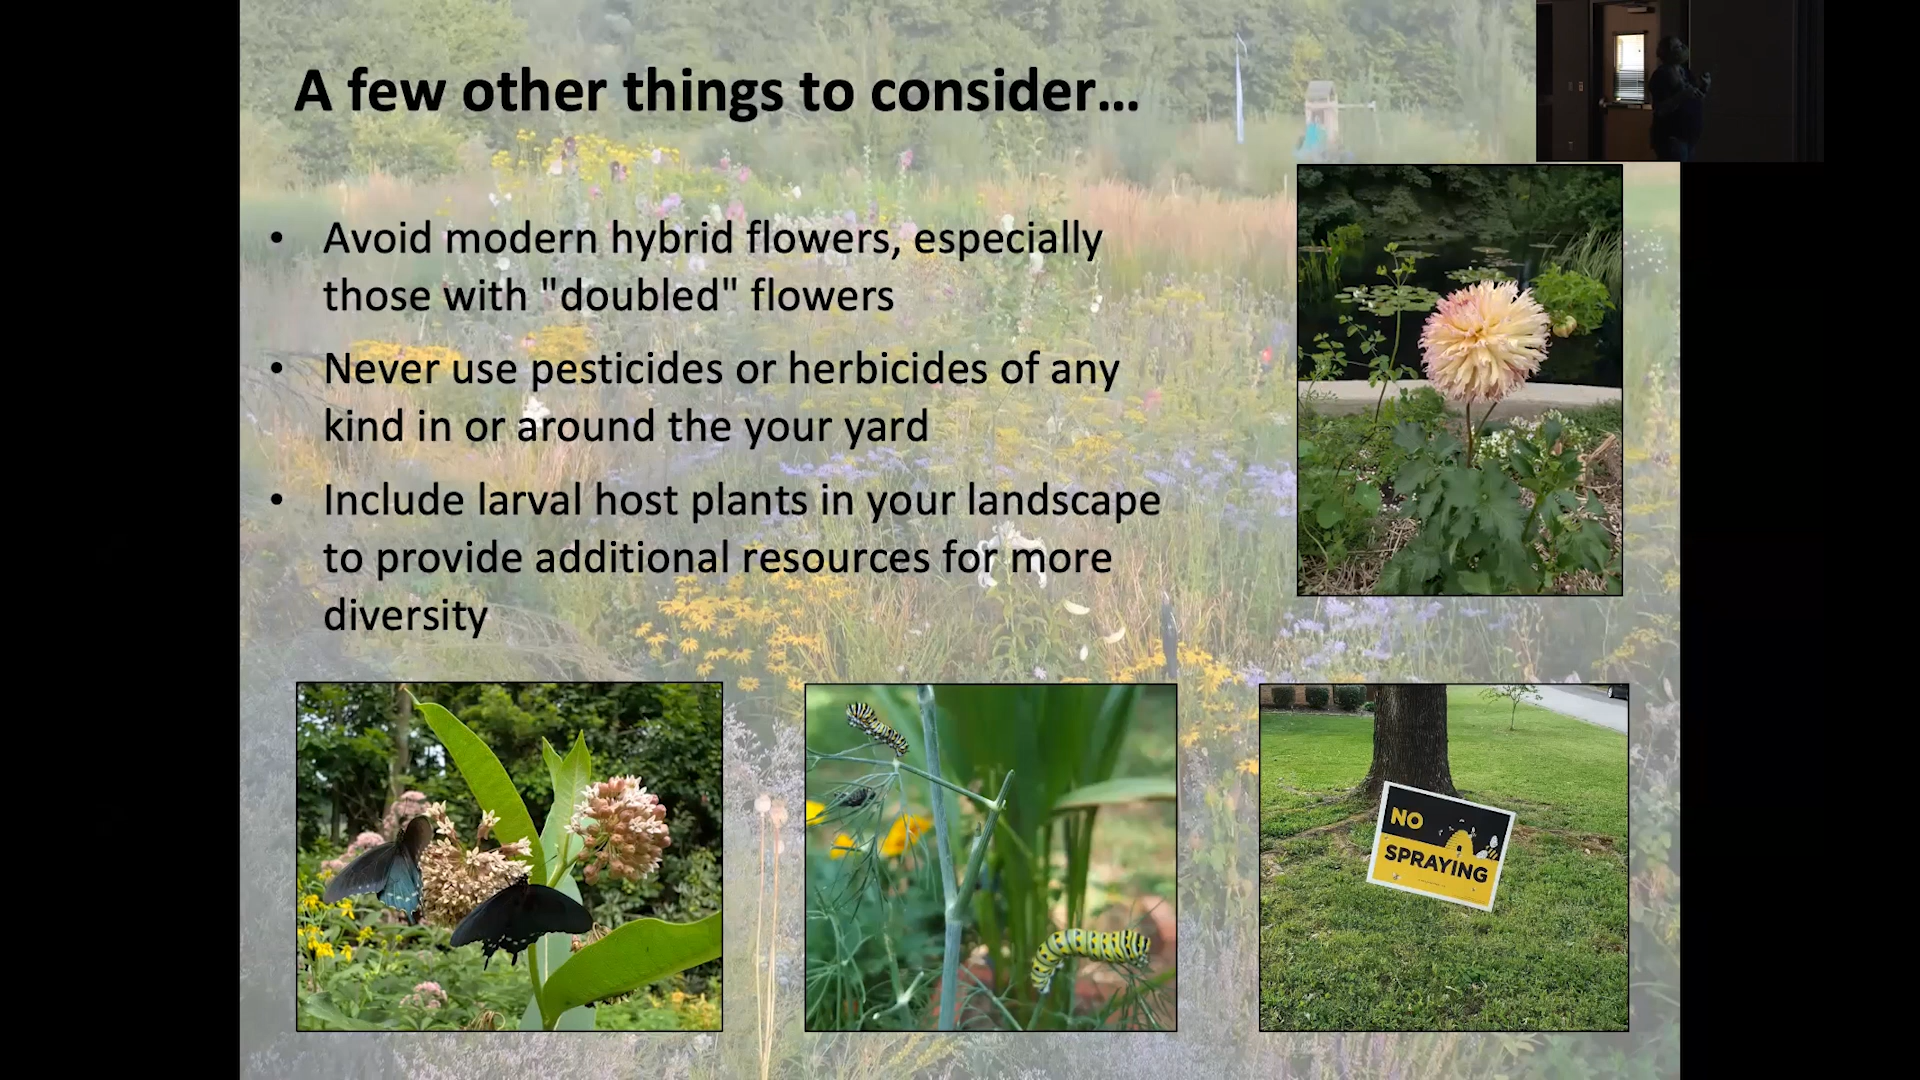 A few other things to consider...
• Avoid modern hybrid flowers, especially
those with "doubled" flowers
• Never use pesticides or herbicides of any
kind in or around the your yard
• Include larval host plants in your landscape
to provide additional resources for more
diversity
NO
SPRAYING